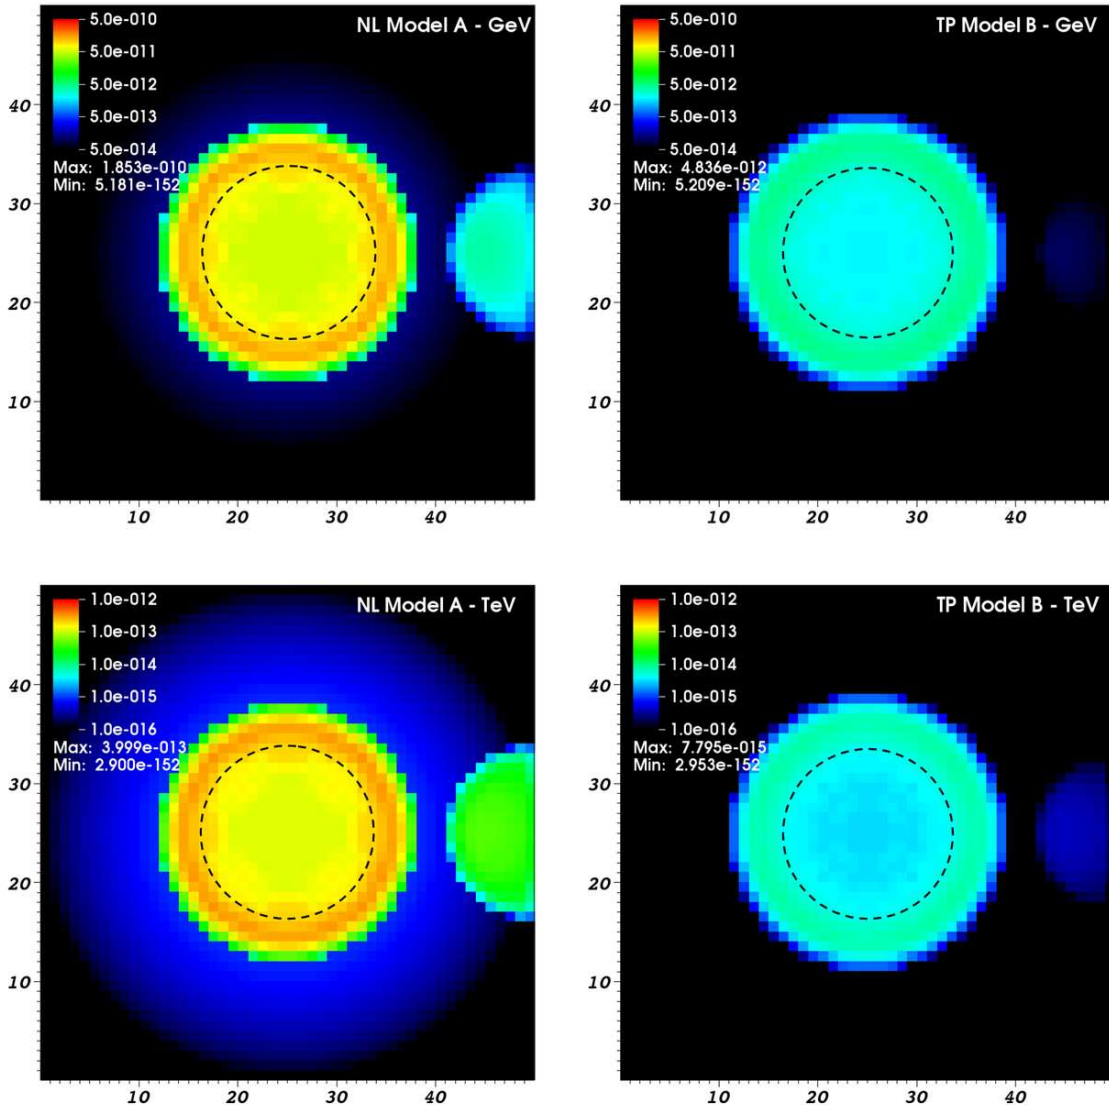 NL Model A - GeV
5.0e-010
5.0e-011
5.0e-012
5.0e-013
5.0e-014
Max: 1.853e-010
Min: 5.181e-152
40
30
20
10
10 20 30 40
TP Model B - GeV
5.0e-010
5.0e-011
5.0e-012
5.0e-013
5.0e-014
Max: 4.836e-012
Min: 5.209e-152
40
30
20
10
10 20 30 40
NL Model A - TeV
1.0e-012
1.0e-013
1.0e-014
1.0e-015
1.0e-016
Max: 3.999e-013
Min: 2.900e-152
40
30
20
10
10 20 30 40
TP Model B - TeV
1.0e-012
1.0e-013
1.0e-014
1.0e-015
1.0e-016
Max: 7.795e-015
Min: 2.953e-152
40
30
20
10
10 20 30 40